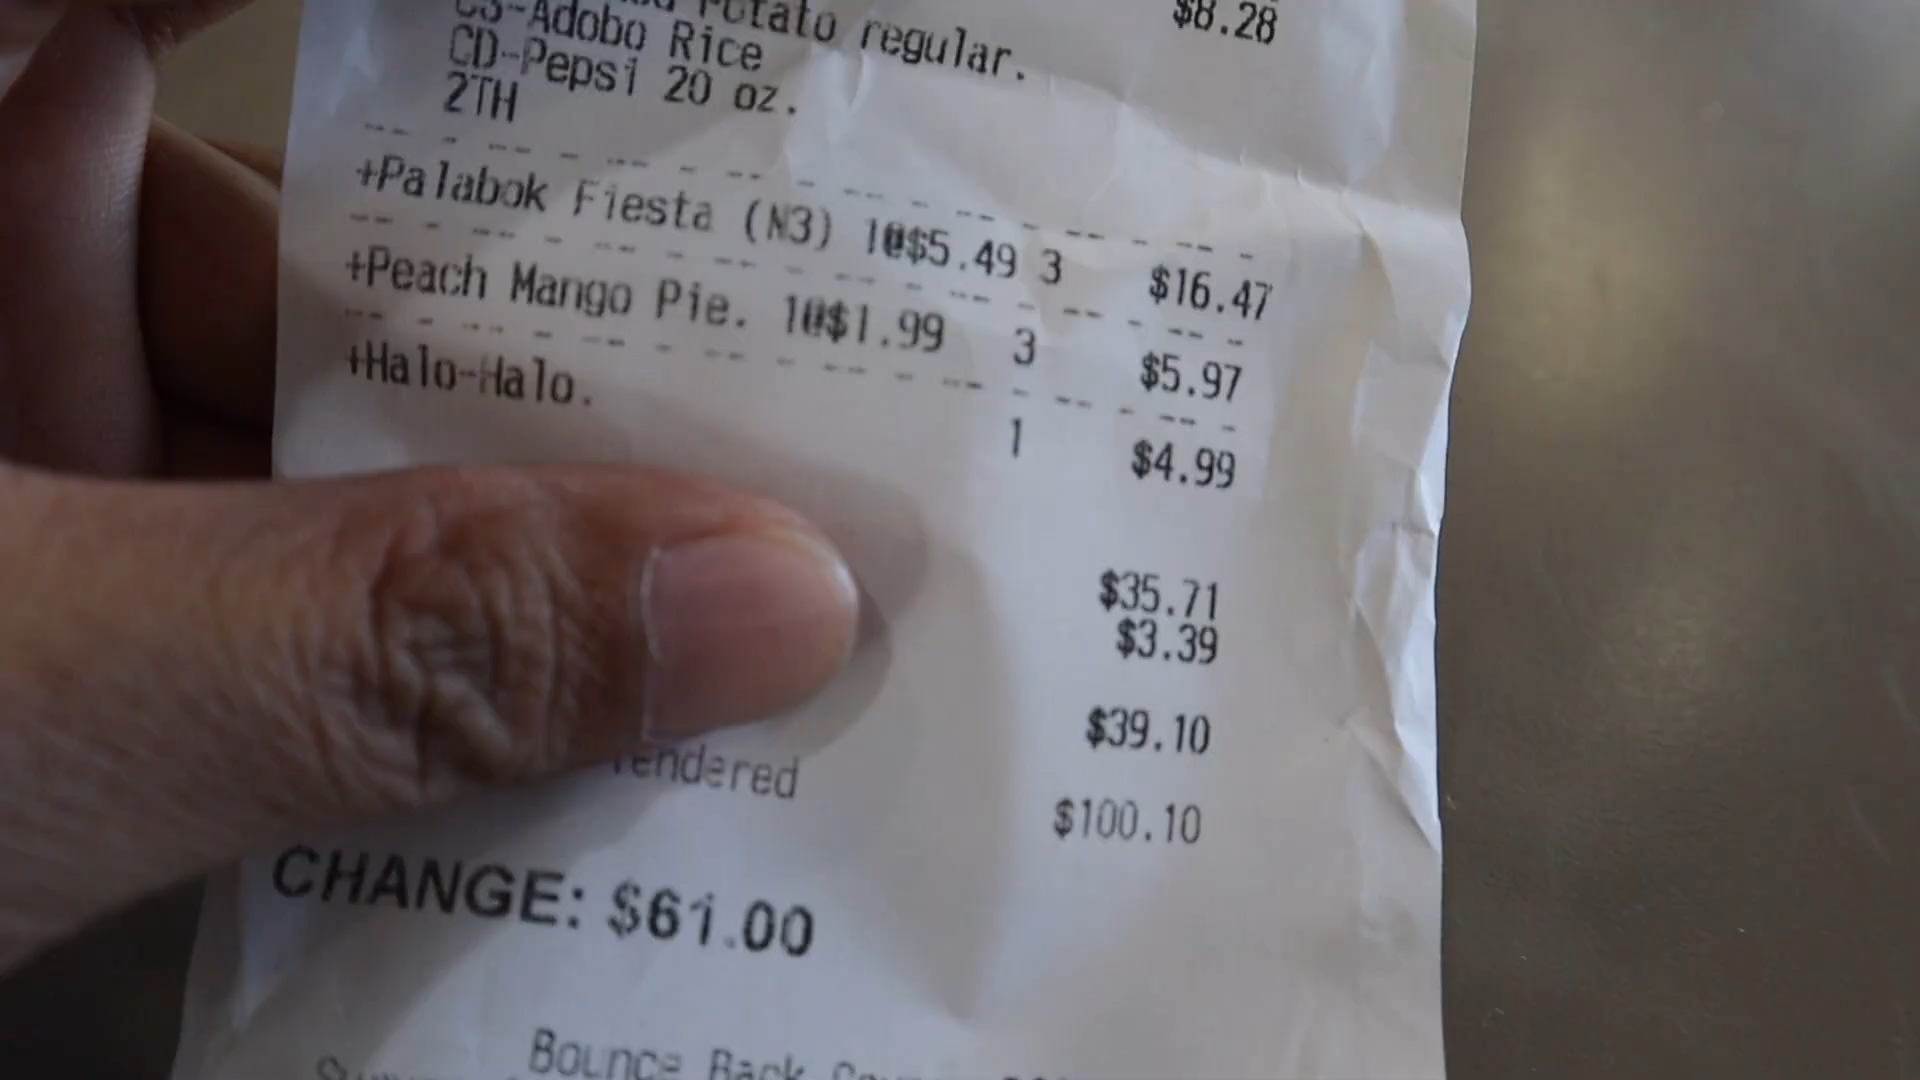 Potato regular. $8.28
CS-Adobo Rice
CD-Pepsi 20 oz.
2TH
+Palabok Fiesta (N3) 1@$5.49 3 $16.47
+Peach Mango Pie. 1@$1.99 3 $5.97
+Halo-Halo. 1 $4.99
$35.71
$3.39
$39.10
Tendered $100.10
CHANGE: $61.00
Bounce Back